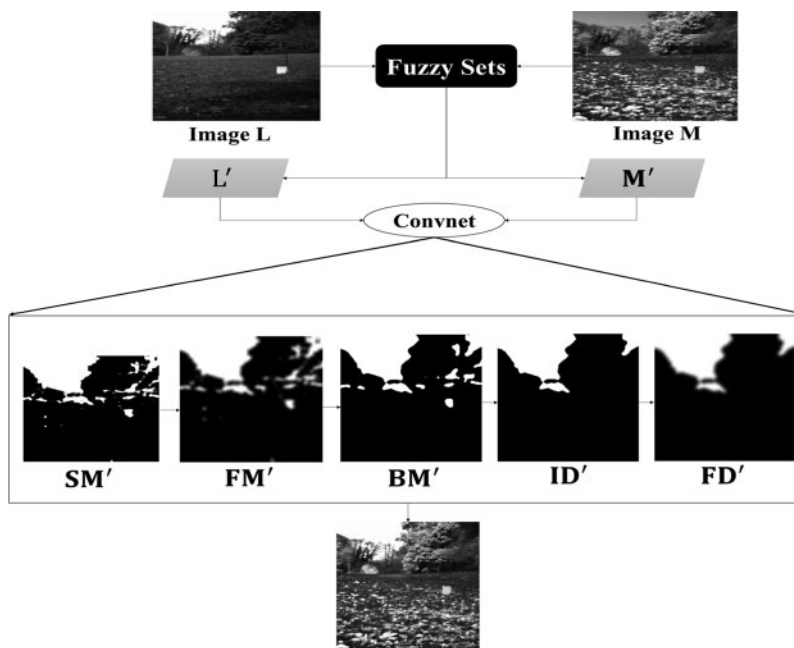 Fuzzy Sets
Image L
Image M
L′
M′
Convnet
SM′
FM′
BM′
ID′
FD′